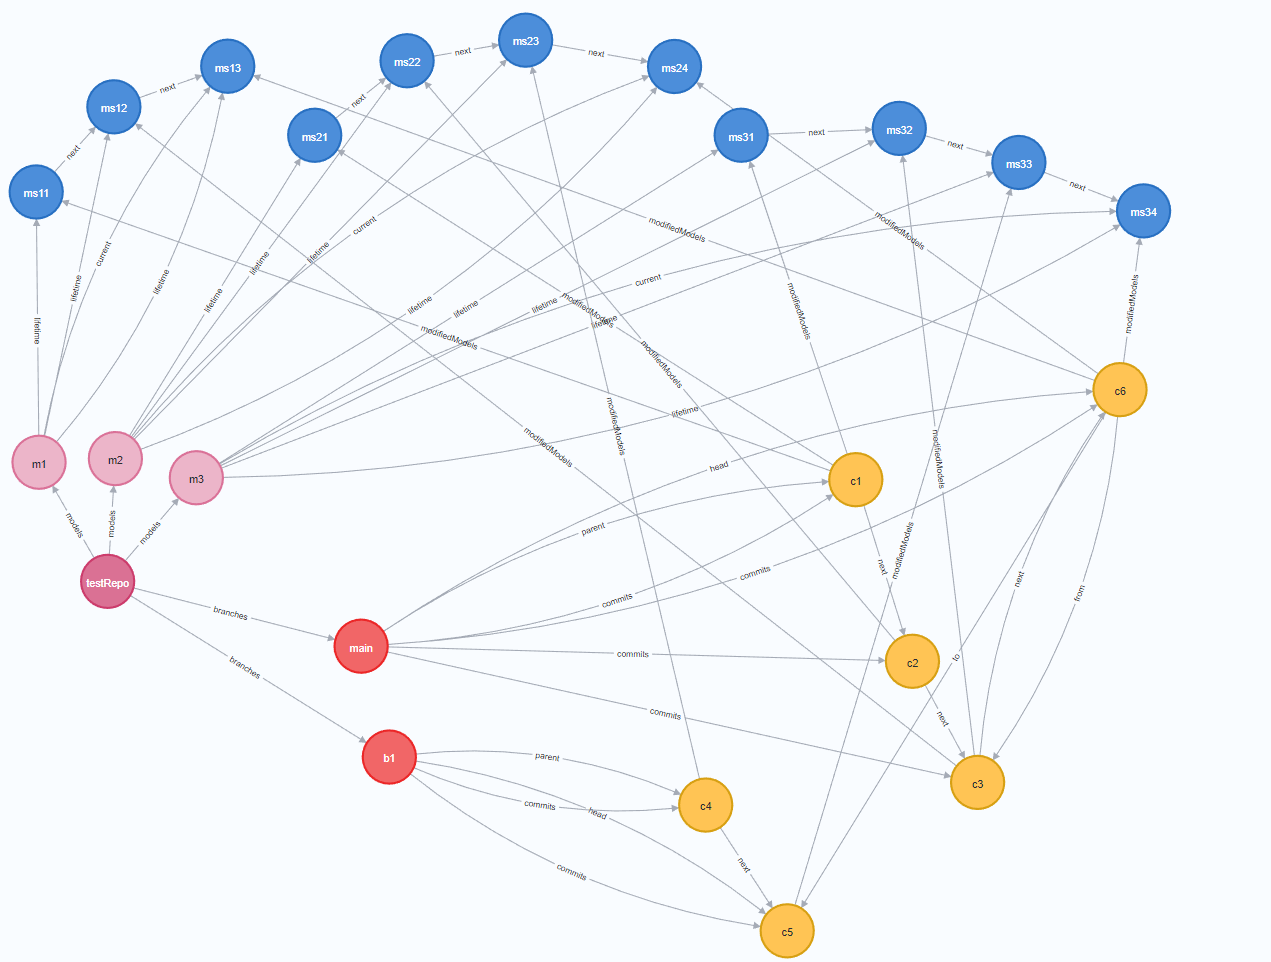 ms23
next
next
ms22
ms13
ms24
next
next
ms12
ms21
ms31
next
ms32
next
ms33
next
next
ms11
ms34
modifiedModels
modifiedModels
current
current
lifetime
lifetime
lifetime
lifetime
lifetime
lifetime
current
modifiedModels
modifiedModels
lifetime
lifetime
lifetime
lifetime
lifetime
modifiedModels
modifiedModels
modifiedModels
c6
lifetime
modifiedModels
modifiedModels
modifiedModels
m1
m2
m3
head
c1
models
models
models
parent
modifiedModels
next
commits
next
testRepo
commits
from
branches
main
commits
c2
to
branches
commits
next
b1
parent
c3
commits
head
c4
next
commits
c5